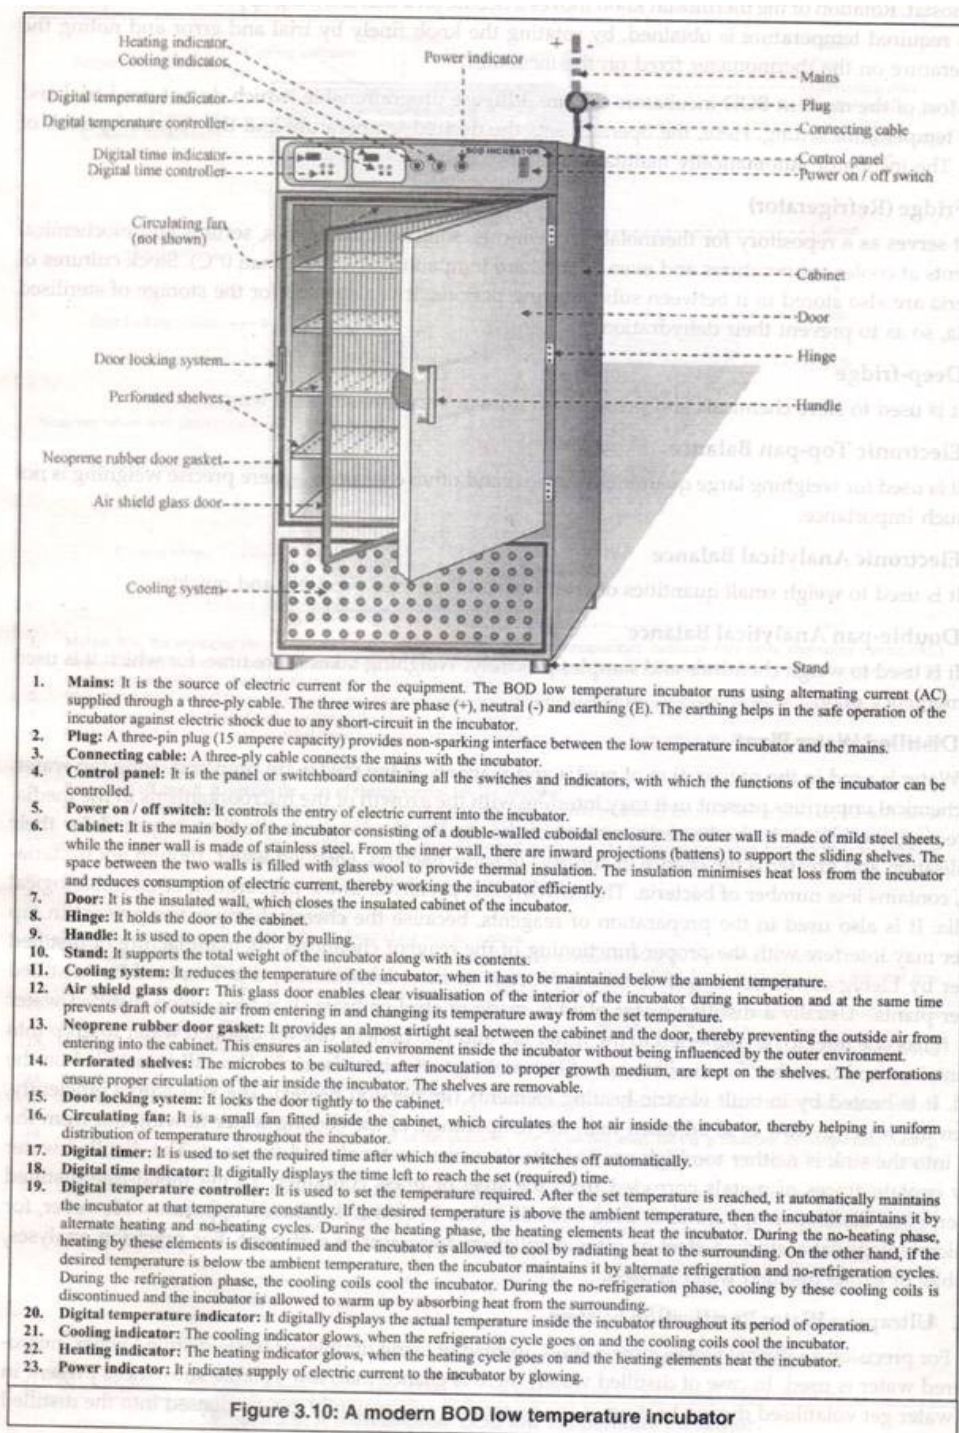 Heating indicator
Cooling indicator
Digital temperature indicator
Digital temperature controller
Digital time indicator
Digital time controller
Circulating fan
(not shown)
Door locking system
Perforated shelves
Neoprene rubber door gasket
Air shield glass door
Cooling system
Power indicator
+ -
BOD INCUBATOR
Mains
Plug
Connecting cable
Control panel
Power on / off switch
Cabinet
Door
Hinge
Handle
Stand
1. Mains: It is the source of electric current for the equipment. The BOD low temperature incubator runs using alternating current (AC)
supplied through a three-ply cable. The three wires are phase (+), neutral (-) and earthing (E). The earthing helps in the safe operation of the
incubator against electric shock due to any short-circuit in the incubator.
2. Plug: A three-pin plug (15 ampere capacity) provides non-sparking interface between the low temperature incubator and the mains.
3. Connecting cable: A three-ply cable connects the mains with the incubator.
4. Control panel: It is the panel or switchboard containing all the switches and indicators, with which the functions of the incubator can be
controlled.
5. Power on / off switch: It controls the entry of electric current into the incubator.
6. Cabinet: It is the main body of the incubator consisting of a double-walled cuboidal enclosure. The outer wall is made of mild steel sheets,
while the inner wall is made of stainless steel. From the inner wall, there are inward projections (battens) to support the sliding shelves. The
space between the two walls is filled with glass wool to provide thermal insulation. The insulation minimises heat loss from the incubator
and reduces consumption of electric current, thereby working the incubator efficiently.
7. Door: It is the insulated wall, which closes the insulated cabinet of the incubator.
8. Hinge: It holds the door to the cabinet.
9. Handle: It is used to open the door by pulling.
10. Stand: It supports the total weight of the incubator along with its contents.
11. Cooling system: It reduces the temperature of the incubator, when it has to be maintained below the ambient temperature.
12. Air shield glass door: This glass door enables clear visualisation of the interior of the incubator during incubation and at the same time
prevents draft of outside air from entering in and changing its temperature away from the set temperature.
13. Neoprene rubber door gasket: It provides an almost airtight seal between the cabinet and the door, thereby preventing the outside air from
entering into the cabinet. This ensures an isolated environment inside the incubator without being influenced by the outer environment.
14. Perforated shelves: The microbes to be cultured, after inoculation to proper growth medium, are kept on the shelves. The perforations
ensure proper circulation of the air inside the incubator. The shelves are removable.
15. Door locking system: It locks the door tightly to the cabinet.
16. Circulating fan: It is a small fan fitted inside the cabinet, which circulates the hot air inside the incubator, thereby helping in uniform
distribution of temperature throughout the incubator.
17. Digital timer: It is used to set the required time after which the incubator switches off automatically.
18. Digital time indicator: It digitally displays the time left to reach the set (required) time.
19. Digital temperature controller: It is used to set the temperature required. After the set temperature is reached, it automatically maintains
the incubator at that temperature constantly. If the desired temperature is above the ambient temperature, then the incubator maintains it by
alternate heating and no-heating cycles. During the heating phase, the heating elements heat the incubator. During the no-heating phase,
heating by these elements is discontinued and the incubator is allowed to cool by radiating heat to the surrounding. On the other hand, if the
desired temperature is below the ambient temperature, then the incubator maintains it by alternate refrigeration and no-refrigeration cycles.
During the refrigeration phase, the cooling coils cool the incubator. During the no-refrigeration phase, cooling by these cooling coils is
discontinued and the incubator is allowed to warm up by absorbing heat from the surrounding.
20. Digital temperature indicator: It digitally displays the actual temperature inside the incubator throughout its period of operation.
21. Cooling indicator: The cooling indicator glows, when the refrigeration cycle goes on and the cooling coils cool the incubator.
22. Heating indicator: The heating indicator glows, when the heating cycle goes on and the heating elements heat the incubator.
23. Power indicator: It indicates supply of electric current to the incubator by glowing.
Figure 3.10: A modern BOD low temperature incubator